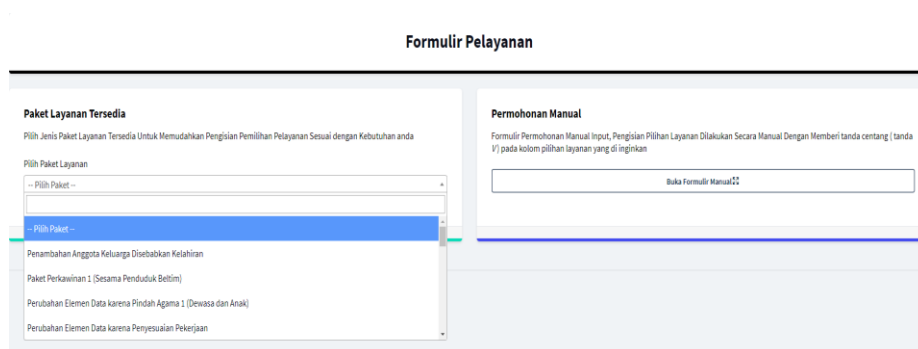 Formulir Pelayanan
Paket Layanan Tersedia
Pilih Jenis Paket Layanan Tersedia Untuk Memudahkan Pengisian Pemilihan Pelayanan Sesuai dengan Kebutuhan anda
Pilih Paket Layanan
-- Pilih Paket --
-- Pilih Paket --
Penambahan Anggota Keluarga Disebabkan Kelahiran
Paket Perkawinan 1 (Sesama Penduduk Beltim)
Perubahan Elemen Data karena Pindah Agama 1 (Dewasa dan Anak)
Perubahan Elemen Data karena Penyesuaian Pekerjaan
Permohonan Manual
Formulir Permohonan Manual Input, Pengisian Pilihan Layanan Dilakukan Secara Manual Dengan Memberi tanda centang ( tanda
V) pada kolom pilihan layanan yang di inginkan
Buka Formulir Manual